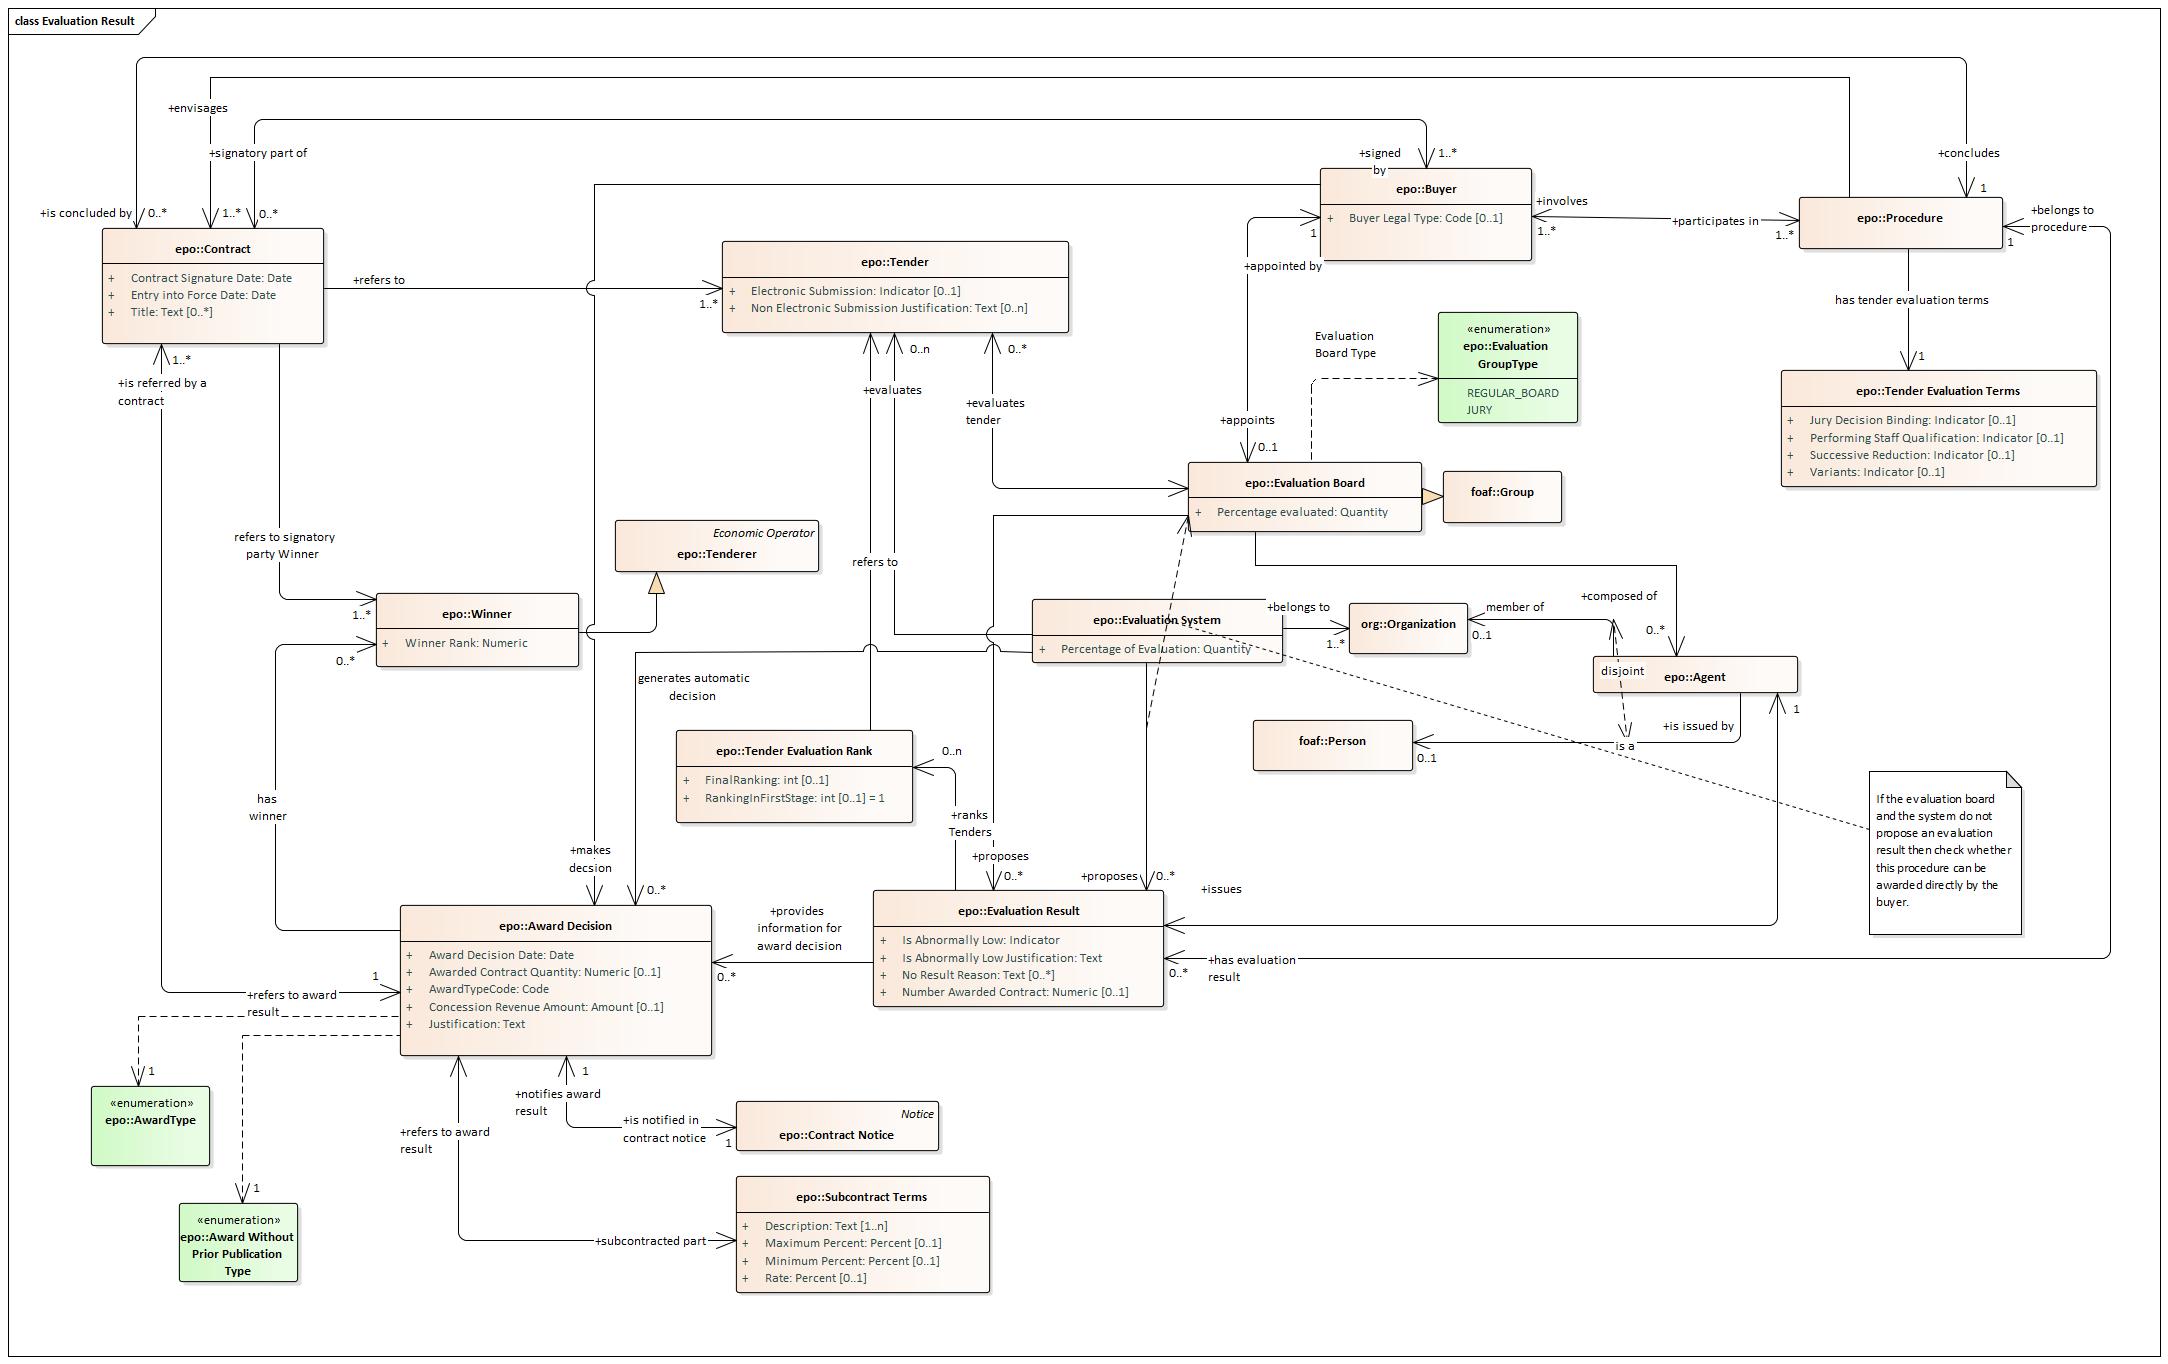 class Evaluation Result
+envisages
+signatory part of
+is concluded by
0..*
1..*
0..*
+signed
by
1..*
+concludes
1
epo::Contract
+ Contract Signature Date: Date
+ Entry into Force Date: Date
+ Title: Text [0..*]
+refers to
1..*
epo::Tender
+ Electronic Submission: Indicator [0..1]
+ Non Electronic Submission Justification: Text [0..n]
epo::Buyer
+ Buyer Legal Type: Code [0..1]
+involves
1..*
+participates in
1..*
epo::Procedure
+belongs to
procedure
1
1
+appointed by
has tender evaluation terms
1
Evaluation
Board Type
«enumeration»
epo::Evaluation
GroupType
REGULAR_BOARD
JURY
epo::Tender Evaluation Terms
+ Jury Decision Binding: Indicator [0..1]
+ Performing Staff Qualification: Indicator [0..1]
+ Successive Reduction: Indicator [0..1]
+ Variants: Indicator [0..1]
1..*
+is referred by a
contract
0..n
0..*
+evaluates
+evaluates
tender
+appoints
0..1
epo::Evaluation Board
+ Percentage evaluated: Quantity
foaf::Group
refers to signatory
party Winner
1..*
Economic Operator
epo::Tenderer
refers to
epo::Winner
+ Winner Rank: Numeric
0..*
epo::Evaluation System
+ Percentage of Evaluation: Quantity
+belongs to
1..*
org::Organization
member of
0..1
+composed of
0..*
disjoint
epo::Agent
1
+is issued by
is a
foaf::Person
0..1
generates automatic
decision
epo::Tender Evaluation Rank
+ FinalRanking: int [0..1]
+ RankingInFirstStage: int [0..1] = 1
0..n
+ranks
Tenders
If the evaluation board
and the system do not
propose an evaluation
result then check whether
this procedure can be
awarded directly by the
buyer.
has
winner
+makes
decsion
0..*
+proposes
0..*
+proposes
0..*
+issues
epo::Award Decision
+ Award Decision Date: Date
+ Awarded Contract Quantity: Numeric [0..1]
+ AwardTypeCode: Code
+ Concession Revenue Amount: Amount [0..1]
+ Justification: Text
+provides
information for
award decision
0..*
epo::Evaluation Result
+ Is Abnormally Low: Indicator
+ Is Abnormally Low Justification: Text
+ No Result Reason: Text [0..*]
+ Number Awarded Contract: Numeric [0..1]
0..*
+has evaluation
result
1
+refers to award
result
1
«enumeration»
epo::AwardType
1
«enumeration»
epo::Award Without
Prior Publication
Type
1
+notifies award
result
+is notified in
contract notice
1
Notice
epo::Contract Notice
+refers to award
result
+subcontracted part
epo::Subcontract Terms
+ Description: Text [1..n]
+ Maximum Percent: Percent [0..1]
+ Minimum Percent: Percent [0..1]
+ Rate: Percent [0..1]